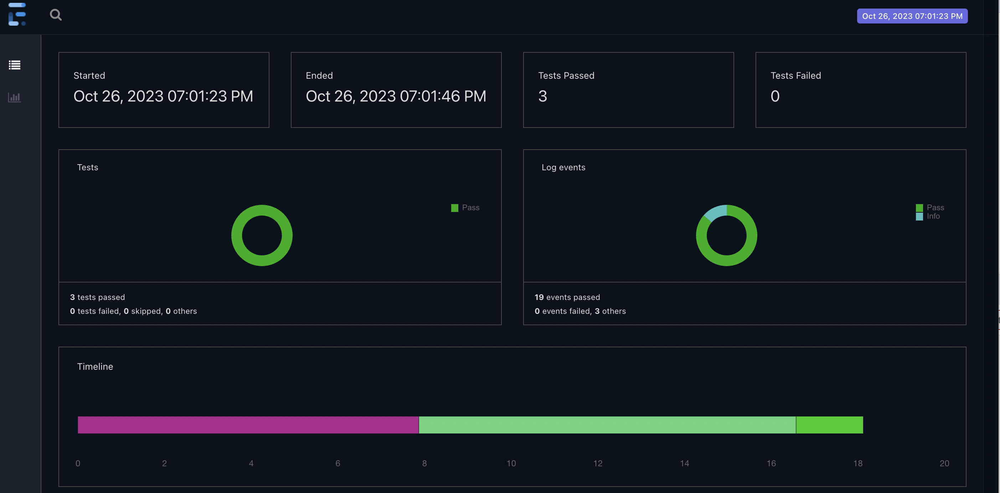 Oct 26, 2023 07:01:23 PM
Started
Oct 26, 2023 07:01:23 PM
Ended
Oct 26, 2023 07:01:46 PM
Tests Passed
3
Tests Failed
0
Tests
Pass
3 tests passed
0 tests failed, 0 skipped, 0 others
Log events
Pass
Info
19 events passed
0 events failed, 3 others
Timeline
0 2 4 6 8 10 12 14 16 18 20